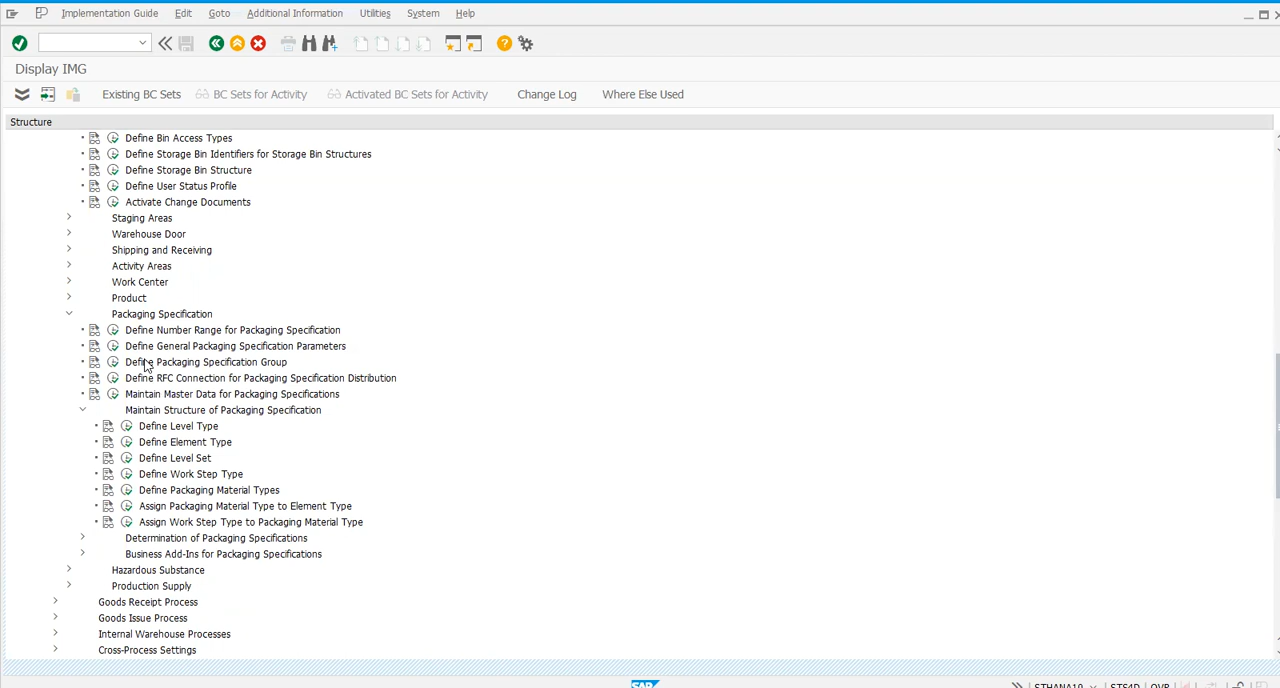 Implementation Guide Edit Goto Additional Information Utilities System Help
Display IMG
Existing BC Sets BC Sets for Activity Activated BC Sets for Activity Change Log Where Else Used
Structure
Define Bin Access Types
Define Storage Bin Identifiers for Storage Bin Structures
Define Storage Bin Structure
Define User Status Profile
Activate Change Documents
Staging Areas
Warehouse Door
Shipping and Receiving
Activity Areas
Work Center
Product
Packaging Specification
Define Number Range for Packaging Specification
Define General Packaging Specification Parameters
Define Packaging Specification Group
Define RFC Connection for Packaging Specification Distribution
Maintain Master Data for Packaging Specifications
Maintain Structure of Packaging Specification
Define Level Type
Define Element Type
Define Level Set
Define Work Step Type
Define Packaging Material Types
Assign Packaging Material Type to Element Type
Assign Work Step Type to Packaging Material Type
Determination of Packaging Specifications
Business Add-Ins for Packaging Specifications
Hazardous Substance
Production Supply
Goods Receipt Process
Goods Issue Process
Internal Warehouse Processes
Cross-Process Settings
SAP STHANA19 STS4D OVR